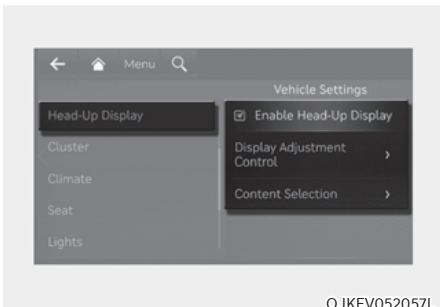 Menu
Vehicle Settings
Head-Up Display
Enable Head-Up Display
Cluster
Display Adjustment
Control
Climate
Content Selection
Seat
Lights
OJKEV052057L